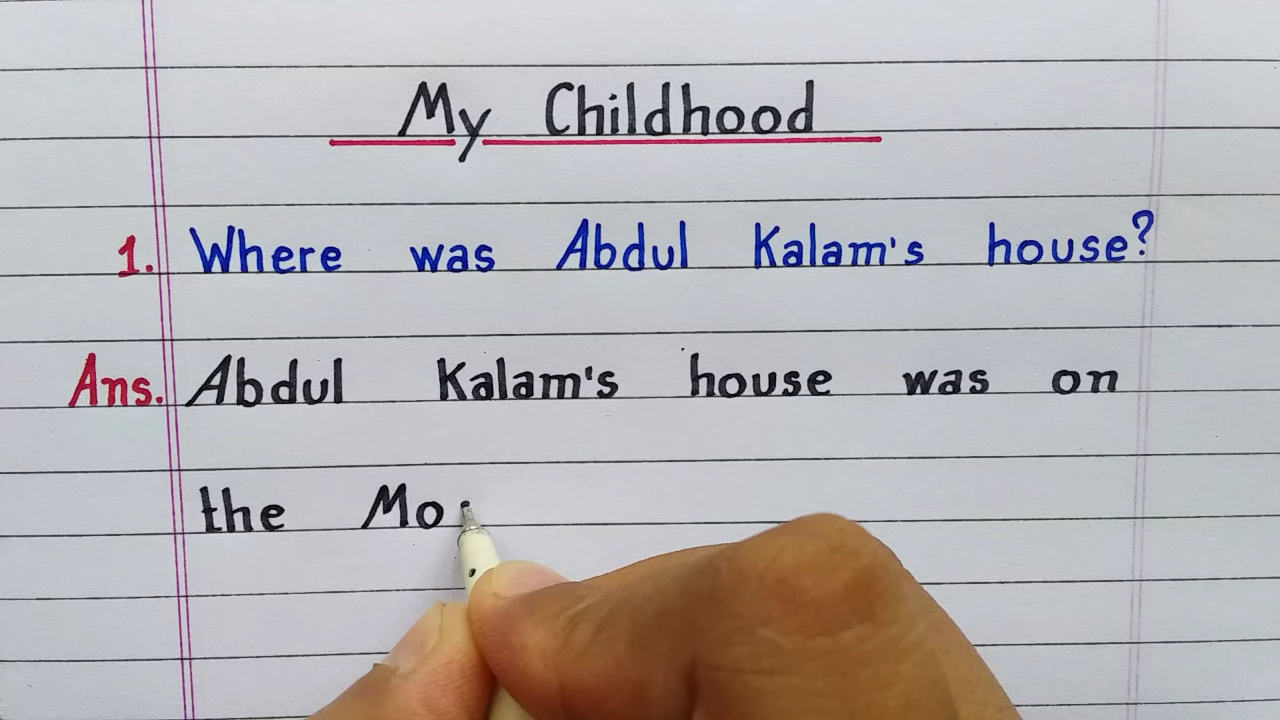 My Childhood
1. Where was Abdul Kalam's house?
Ans. Abdul Kalam's house was on
the Mo